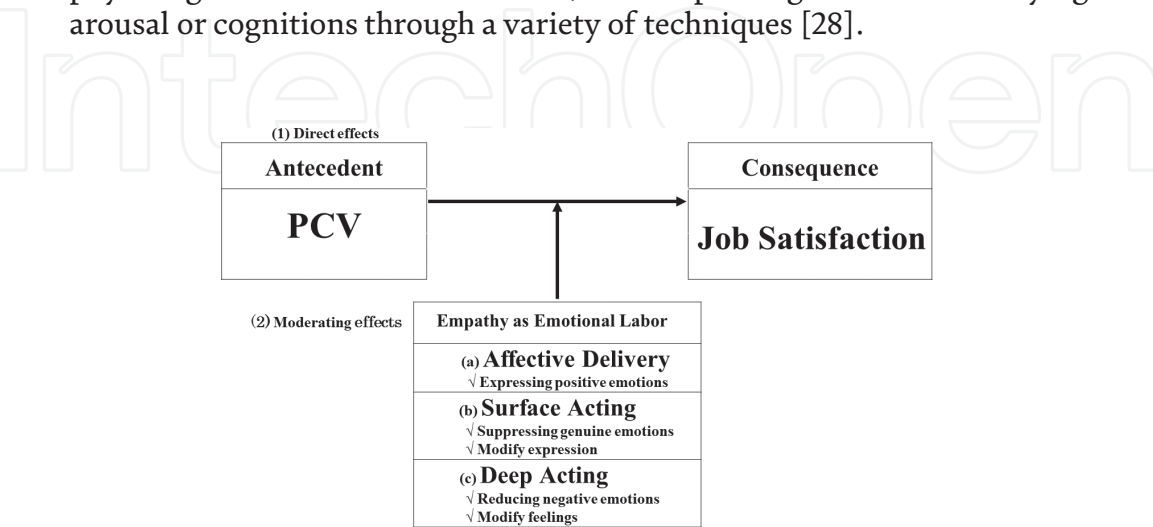 arousal or cognitions through a variety of techniques [28].
IntechOpen
(1) Direct effects
Antecedent
PCV
Consequence
Job Satisfaction
(2) Moderating effects
Empathy as Emotional Labor
(a) Affective Delivery
√ Expressing positive emotions
(b) Surface Acting
√ Suppressing genuine emotions
√ Modify expression
(c) Deep Acting
√ Reducing negative emotions
√ Modify feelings